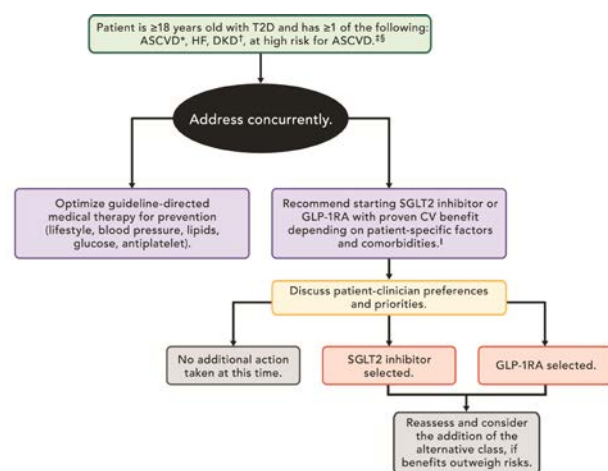 Patient is ≥18 years old with T2D and has ≥1 of the following:
ASCVD*, HF, DKD†, at high risk for ASCVD.‡§
Address concurrently.
Optimize guideline-directed
medical therapy for prevention
(lifestyle, blood pressure, lipids,
glucose, antiplatelet).
Recommend starting SGLT2 inhibitor or
GLP-1RA with proven CV benefit
depending on patient-specific factors
and comorbidities.‖
Discuss patient-clinician preferences
and priorities.
No additional action
taken at this time.
SGLT2 inhibitor
selected.
GLP-1RA selected.
Reassess and consider
the addition of the
alternative class, if
benefits outweigh risks.